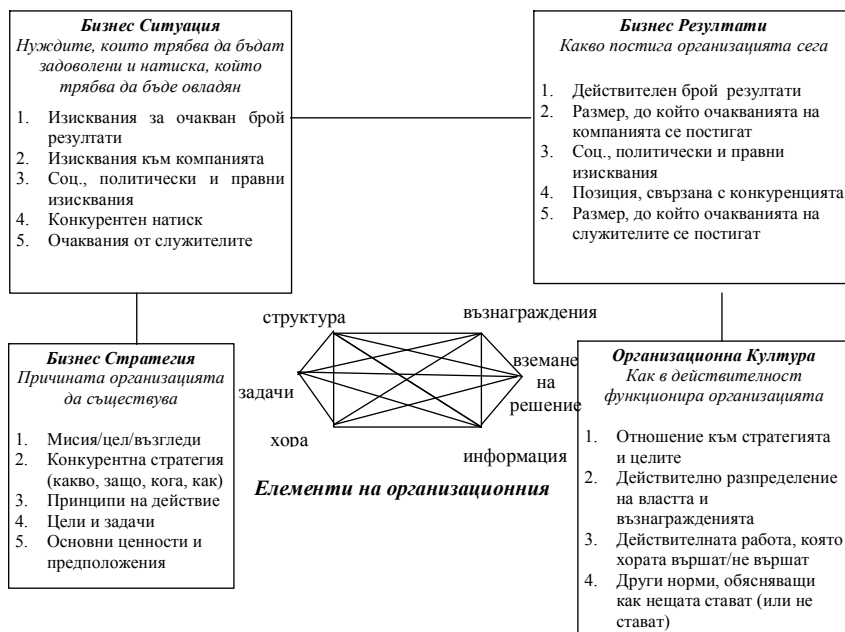 Бизнес Ситуация
Нуждите, които трябва да бъдат
задоволени и натиска, който
трябва да бъде овладян
1. Изисквания за очакван брой
резултати
2. Изисквания към компанията
3. Соц., политически и правни
изисквания
4. Конкурентен натиск
5. Очаквания от служителите
Бизнес Резултати
Какво постига организацията сега
1. Действителен брой резултати
2. Размер, до който очакванията на
компанията се постигат
3. Соц., политически и правни
изисквания
4. Позиция, свързана с конкуренцията
5. Размер, до който очакванията на
служителите се постигат
структура
възнаграждения
задачи
вземане
на
решение
хора
информация
Елементи на организационния
Бизнес Стратегия
Причината организацията
да съществува
1. Мисия/цел/възгледи
2. Конкурентна стратегия
(какво, защо, кога, как)
3. Принципи на действие
4. Цели и задачи
5. Основни ценности и
предположения
Организационна Култура
Как в действителност
функционира организацията
1. Отношение към стратегията
и целите
2. Действително разпределение
на властта и
възнагражденията
3. Действителната работа, която
хората вършат/не вършат
4. Други норми, обясняващи
как нещата стават (или не
стават)